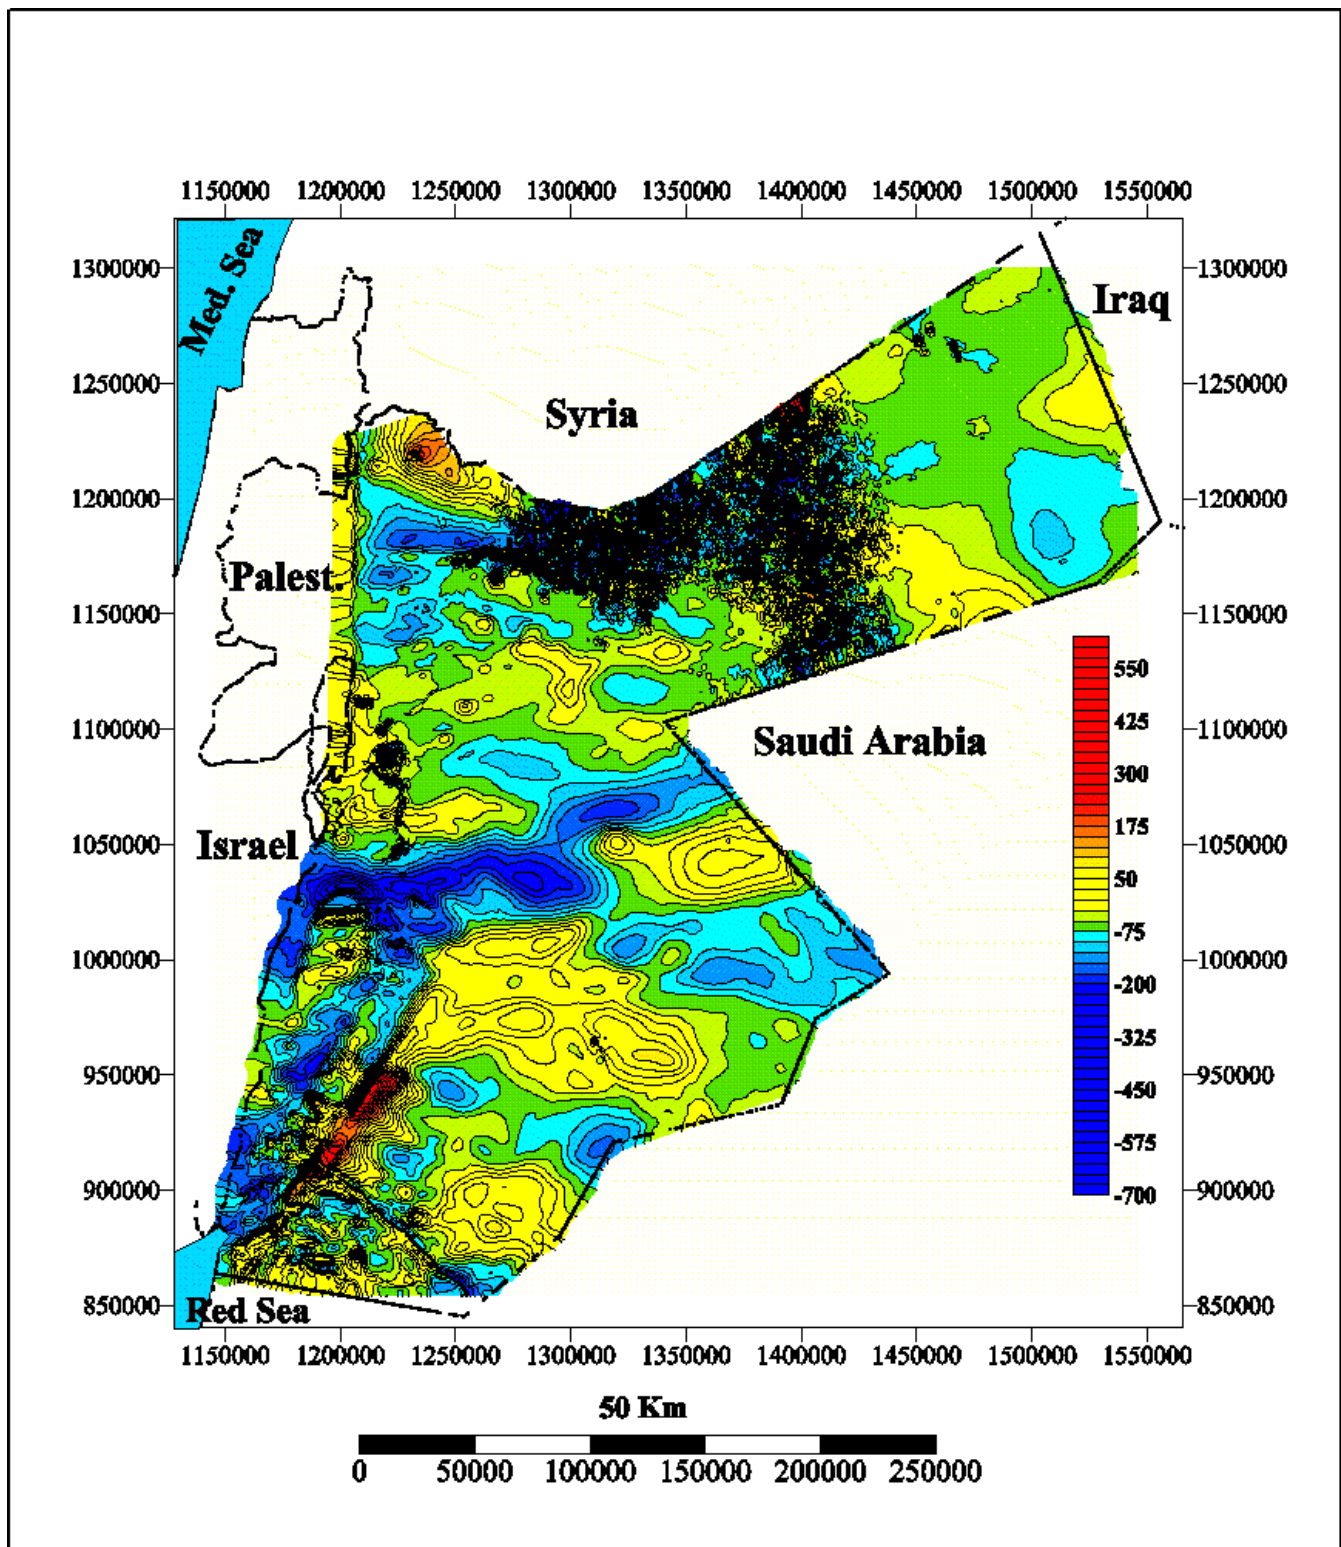 1150000 1200000 1250000 1300000 1350000 1400000 1450000 1500000 1550000
Med. Sea
1300000 1300000
Iraq
1250000 1250000
Syria
1200000 1200000
Palest.
1150000 1150000
550
1100000 1100000
Saudi Arabia
425
300
175
1050000 1050000
Israel
50
-75
1000000 1000000
-200
-325
950000 950000
-450
-575
900000 900000
-700
850000 850000
Red Sea
1150000 1200000 1250000 1300000 1350000 1400000 1450000 1500000 1550000
50 Km
0 50000 100000 150000 200000 250000